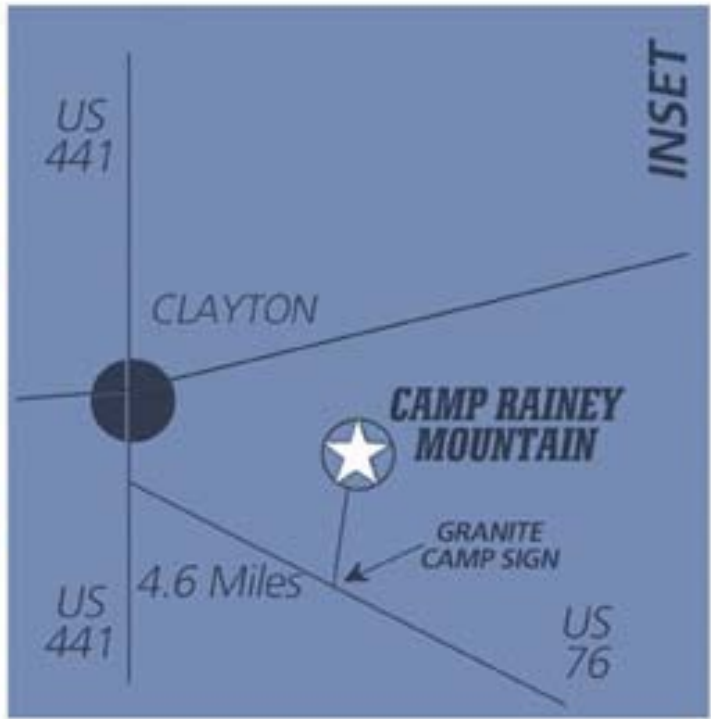 INSET
US
441
CLAYTON
CAMP RAINEY
MOUNTAIN
GRANITE
CAMP SIGN
4.6 Miles
US
441
US
76